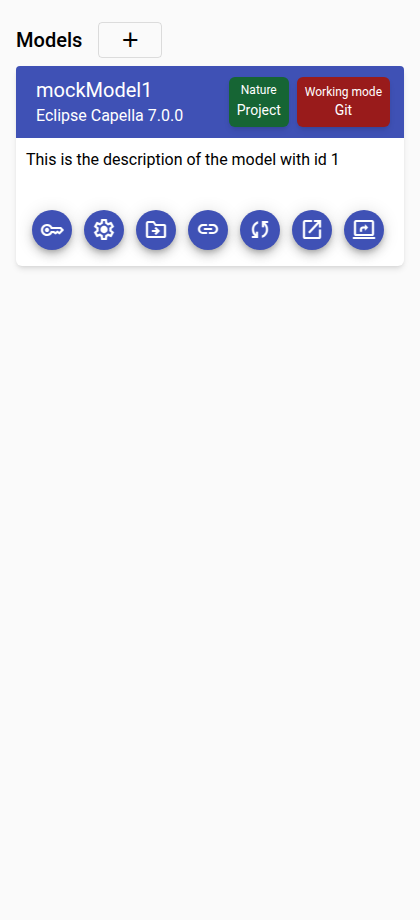 Models
mockModel1
Eclipse Capella 7.0.0
Nature
Project
Working mode
Git
This is the description of the model with id 1